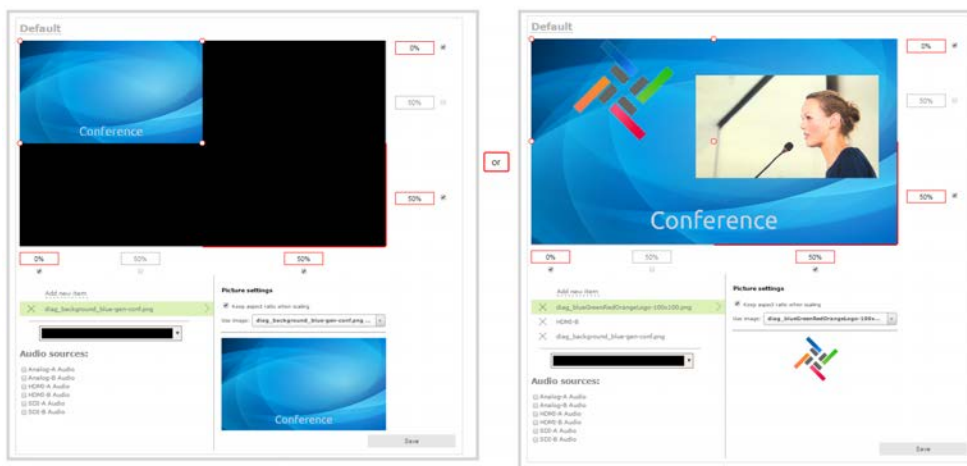 Default
0%
50%
Conference
50%
0%
50%
50%
Add new item
diag_background_blue-gen-conf.png
Audio sources:
Analog-A Audio
Analog-B Audio
HDMI-A Audio
HDMI-B Audio
SDI-A Audio
SDI-B Audio
Picture settings
Keep aspect ratio when scaling
Use image: diag_background_blue-gen-conf.png ...
Conference
Save
or
Default
0%
50%
50%
Conference
0%
50%
50%
Add new item
diag_blueGreenRedOrangeLogo-100x100.png
HDMI-B
diag_background_blue-gen-conf.png
Audio sources:
Analog-A Audio
Analog-B Audio
HDMI-A Audio
HDMI-B Audio
SDI-A Audio
SDI-B Audio
Picture settings
Keep aspect ratio when scaling
Use image: diag_blueGreenRedOrangeLogo-100x...
Save